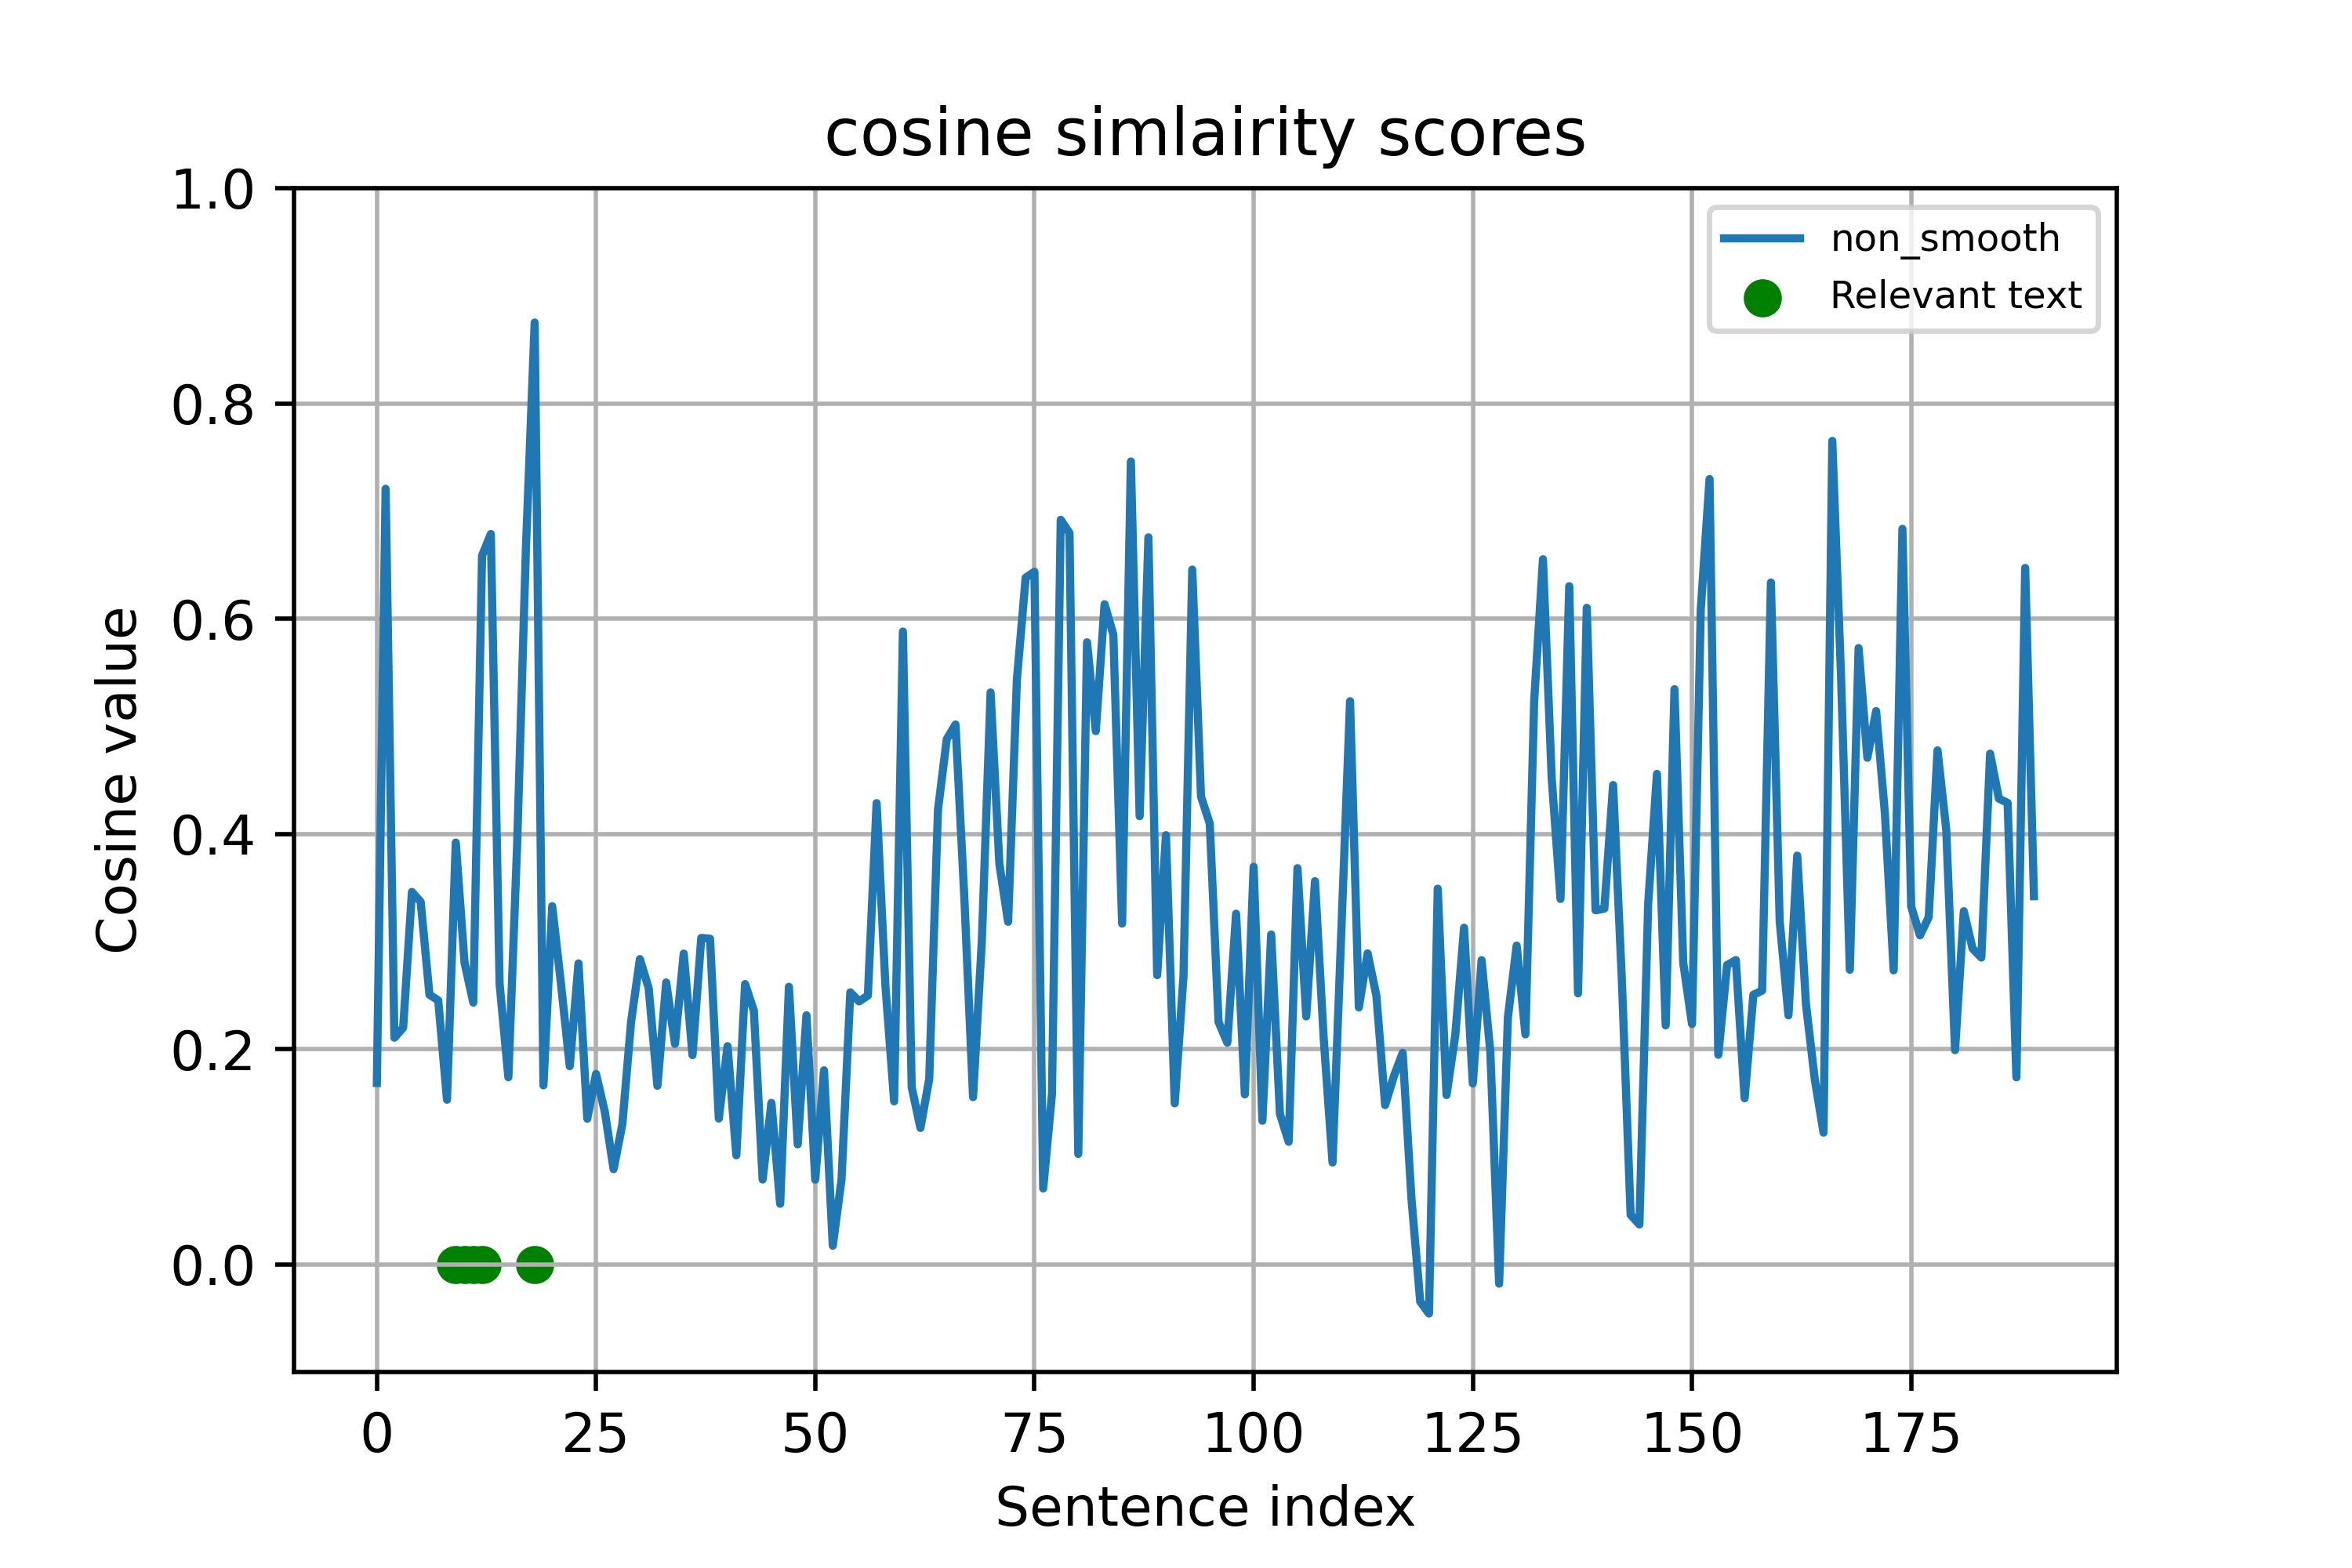 cosine simlairity scores
non_smooth
Relevant text
Cosine value
1.0
0.8
0.6
0.4
0.2
0.0
0 25 50 75 100 125 150 175
Sentence index